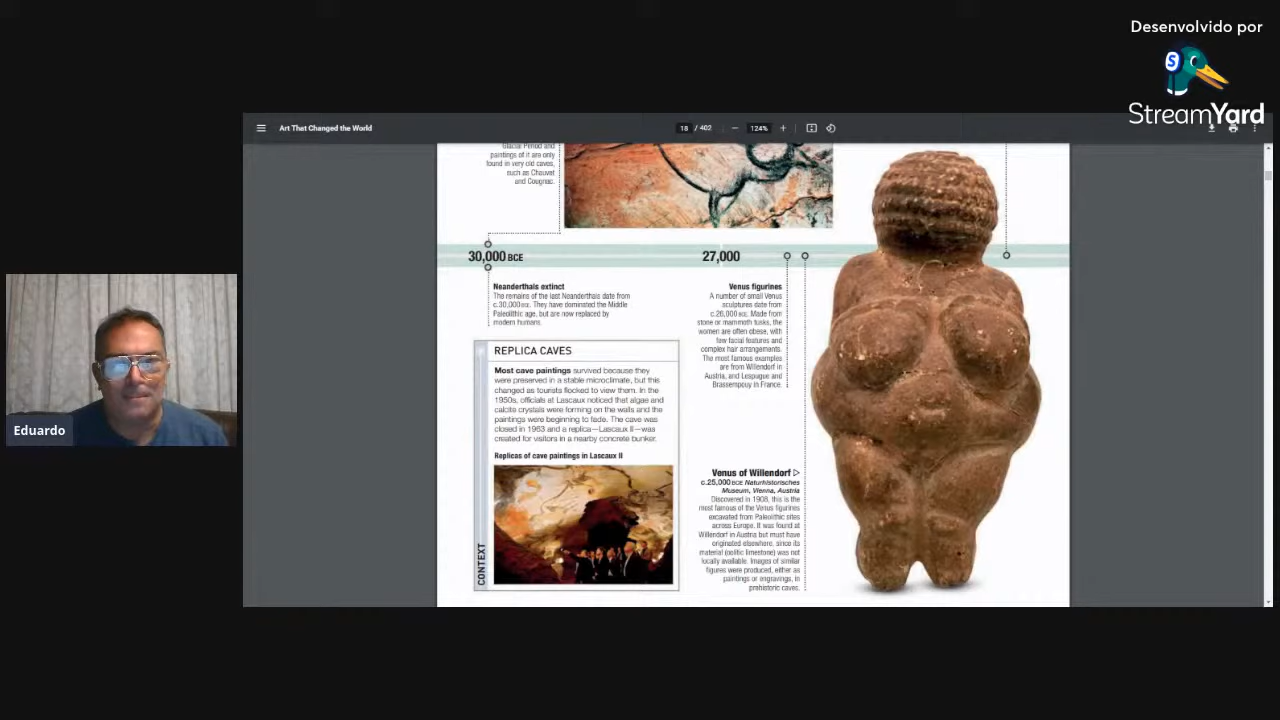 Desenvolvido por
StreamYard
Art That Changed the World
18 / 402
124%
Glacial Period and
paintings of it are only
found in very old caves,
such as Chauvet
and Cougnac.
30,000 BCE
27,000
Neanderthals extinct
The remains of the last Neanderthals date from
c.30,000 BCE. They have dominated the Middle
Paleolithic age, but are now replaced by
modern humans.
Venus figurines
A number of small Venus
sculptures date from
c.26,000 BCE. Made from
stone or mammoth tusks, the
women are often obese, with
few facial features and
complex hair arrangements.
The most famous examples
are from Willendorf in
Austria, and Lespugue and
Brassempouy in France.
REPLICA CAVES
Most cave paintings survived because they
were preserved in a stable microclimate, but this
changed as tourists flocked to view them. In the
1950s, officials at Lascaux noticed that algae and
calcite crystals were forming on the walls and the
paintings were beginning to fade. The cave was
closed in 1963 and a replica—Lascaux II—was
created for visitors in a nearby concrete bunker.
Replicas of cave paintings in Lascaux II
CONTEXT
Venus of Willendorf ▷
c.25,000 BCE Naturhistorisches
Museum, Vienna, Austria
Discovered in 1908, this is the
most famous of the Venus figurines
excavated from Paleolithic sites
across Europe. It was found at
Willendorf in Austria but must have
originated elsewhere, since its
material (oolitic limestone) was not
locally available. Images of similar
figures were produced, either as
paintings or engravings, in
prehistoric caves.
Eduardo